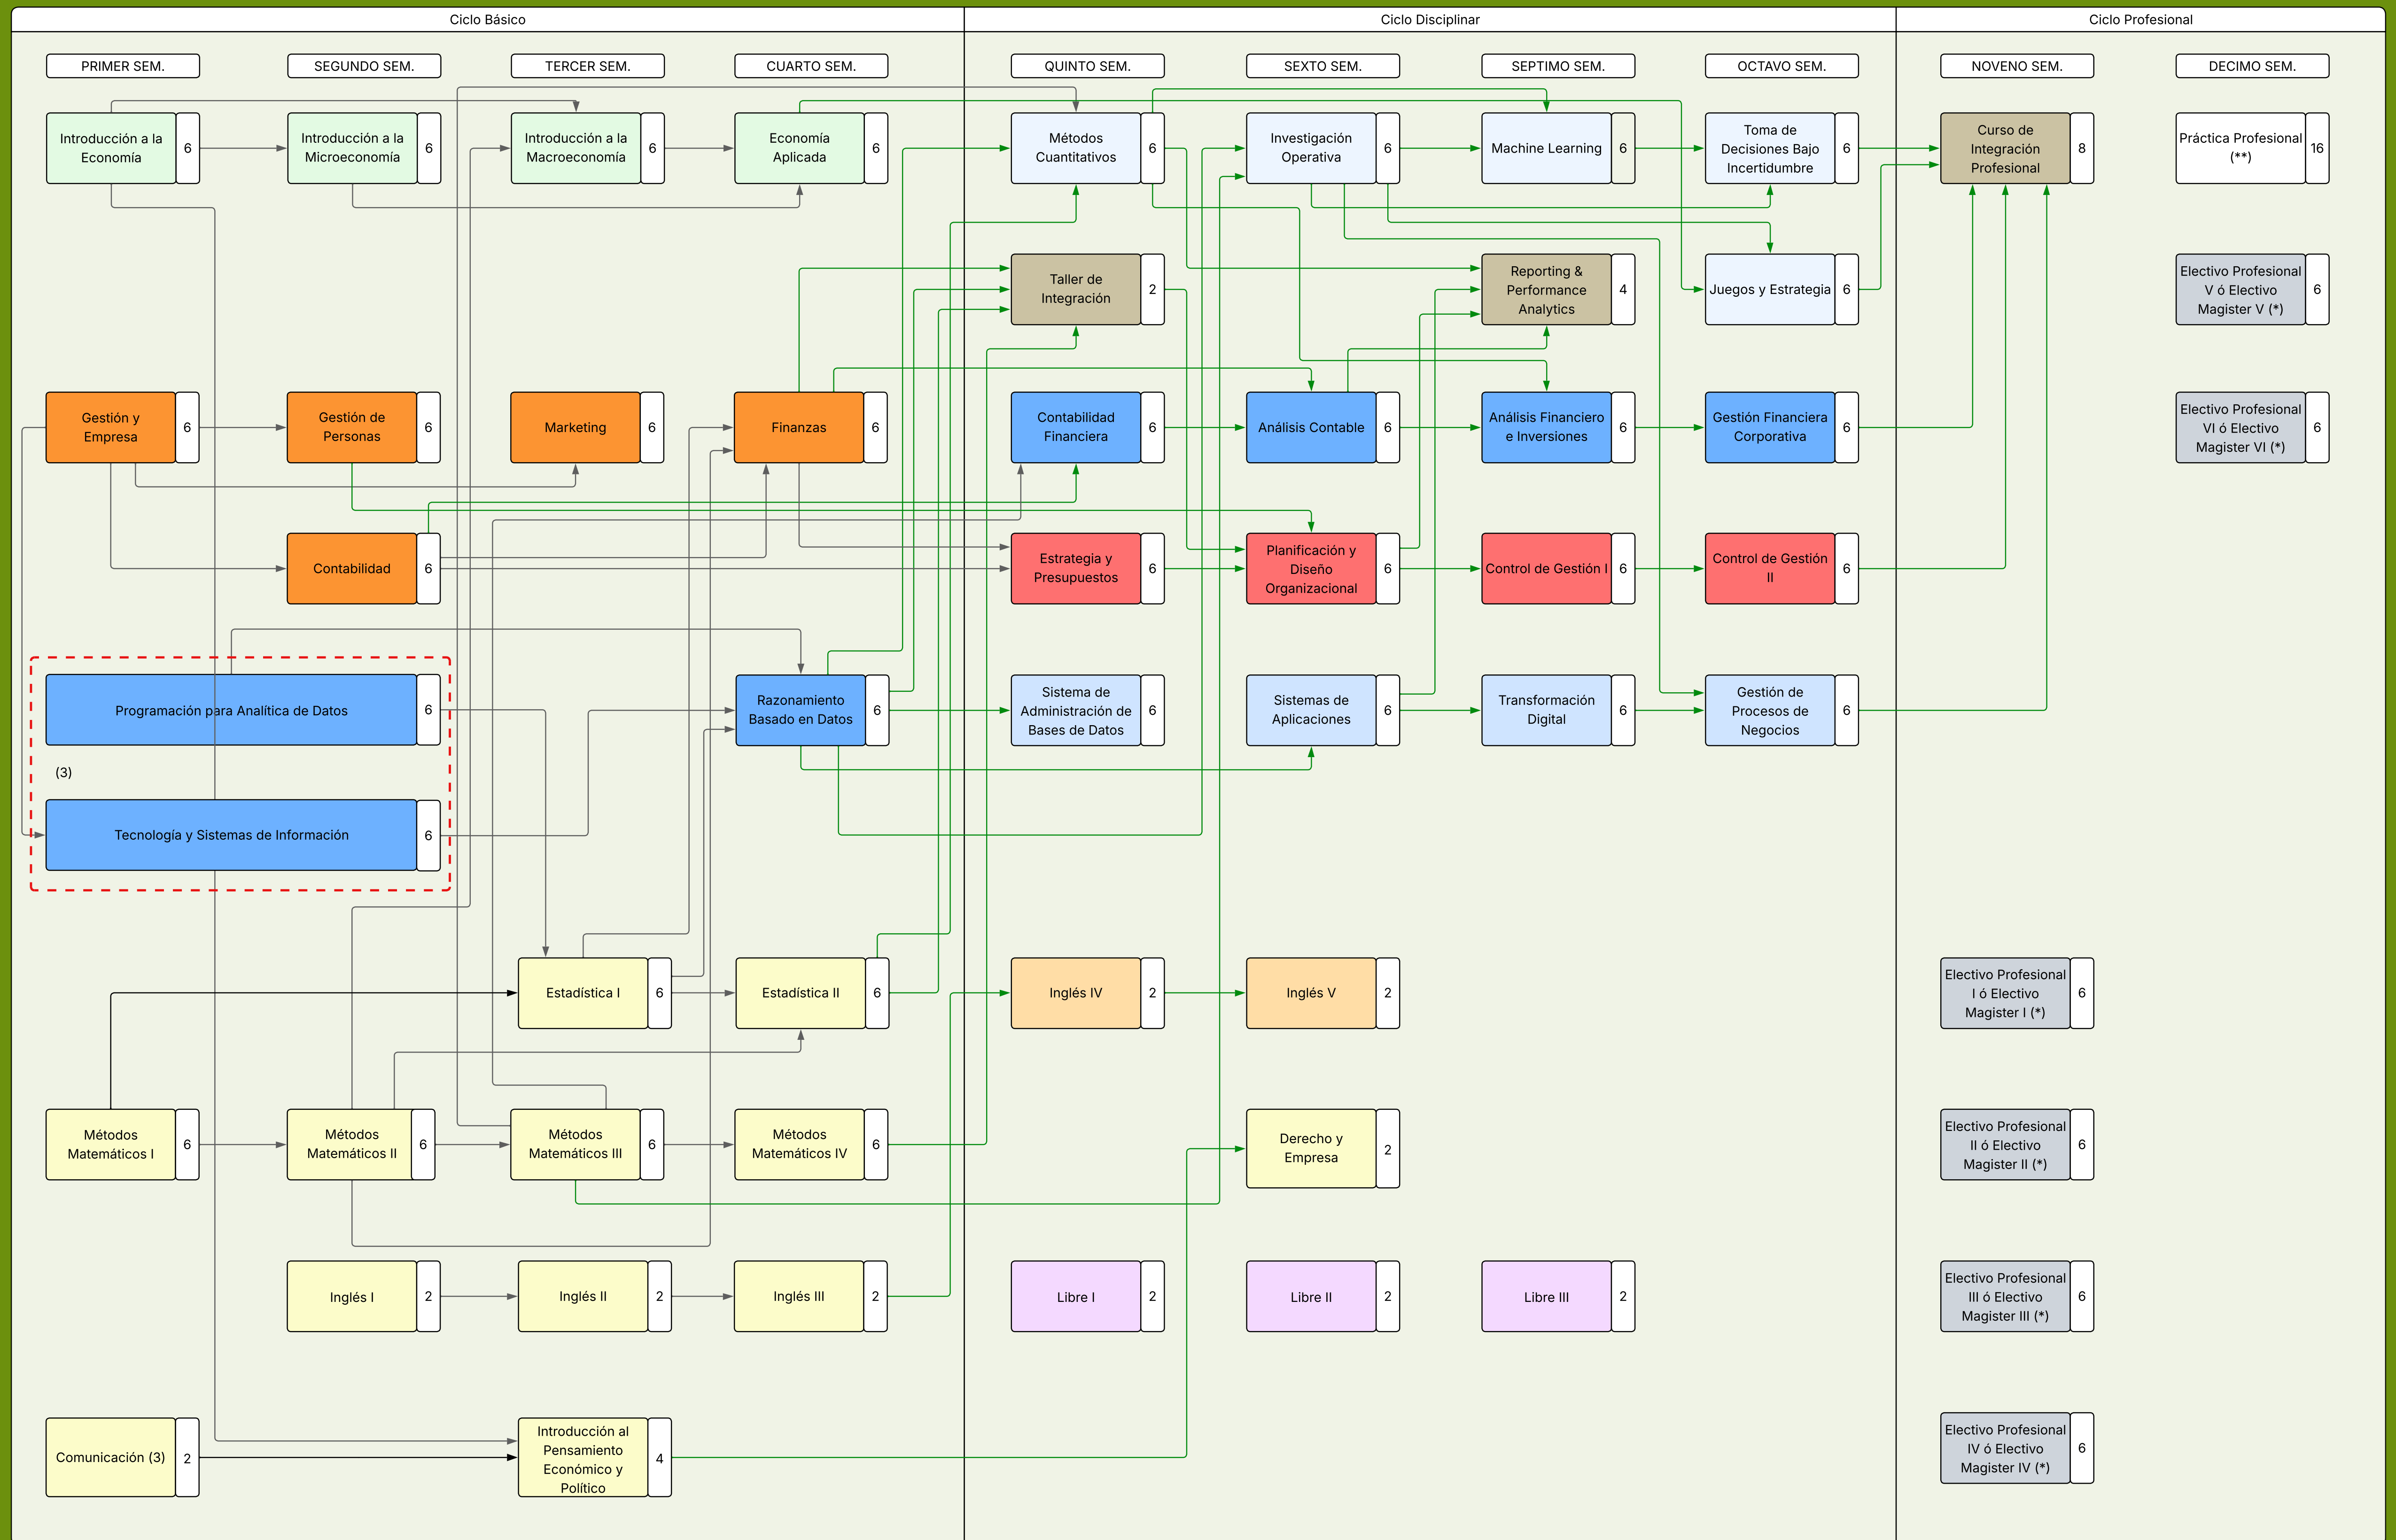 Ciclo Básico
Ciclo Disciplinar
Ciclo Profesional
PRIMER SEM.
SEGUNDO SEM.
TERCER SEM.
CUARTO SEM.
QUINTO SEM.
SEXTO SEM.
SEPTIMO SEM.
OCTAVO SEM.
NOVENO SEM.
DECIMO SEM.
Introducción a la
Economía
6
Introducción a la
Microeconomía
6
Introducción a la
Macroeconomía
6
Economía
Aplicada
6
Métodos
Cuantitativos
6
Investigación
Operativa
6
Machine Learning
6
Toma de
Decisiones Bajo
Incertidumbre
6
Curso de
Integración
Profesional
8
Práctica Profesional
(**)
16
Taller de
Integración
2
Reporting &
Performance
Analytics
4
Juegos y Estrategia
6
Electivo Profesional
V ó Electivo
Magister V (*)
6
Gestión y
Empresa
6
Gestión de
Personas
6
Marketing
6
Finanzas
6
Contabilidad
Financiera
6
Análisis Contable
6
Análisis Financiero
e Inversiones
6
Gestión Financiera
Corporativa
6
Electivo Profesional
VI ó Electivo
Magister VI (*)
6
Contabilidad
6
Estrategia y
Presupuestos
6
Planificación y
Diseño
Organizacional
6
Control de Gestión I
6
Control de Gestión
II
6
Programación para Analítica de Datos
6
Razonamiento
Basado en Datos
6
Sistema de
Administración de
Bases de Datos
6
Sistemas de
Aplicaciones
6
Transformación
Digital
6
Gestión de
Procesos de
Negocios
6
(3)
Tecnología y Sistemas de Información
6
Estadística I
6
Estadística II
6
Inglés IV
2
Inglés V
2
Electivo Profesional
I ó Electivo
Magister I (*)
6
Métodos
Matemáticos I
6
Métodos
Matemáticos II
6
Métodos
Matemáticos III
6
Métodos
Matemáticos IV
6
Derecho y
Empresa
2
Electivo Profesional
II ó Electivo
Magister II (*)
6
Inglés I
2
Inglés II
2
Inglés III
2
Libre I
2
Libre II
2
Libre III
2
Electivo Profesional
III ó Electivo
Magister III (*)
6
Comunicación (3)
2
Introducción al
Pensamiento
Económico y
Político
4
Electivo Profesional
IV ó Electivo
Magister IV (*)
6